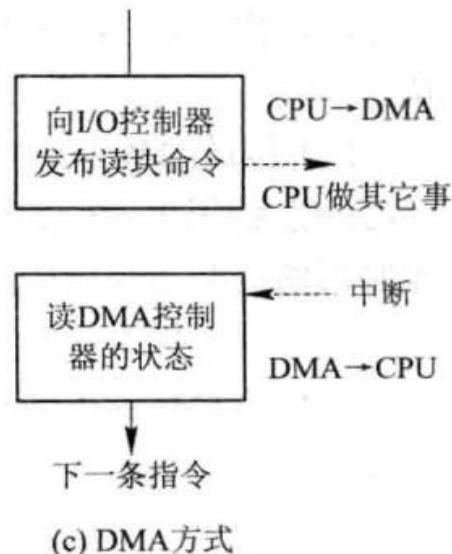 向I/O控制器
发布读块命令
CPU→DMA
CPU做其它事
读DMA控制
器的状态
中断
DMA→CPU
下一条指令
(c) DMA方式